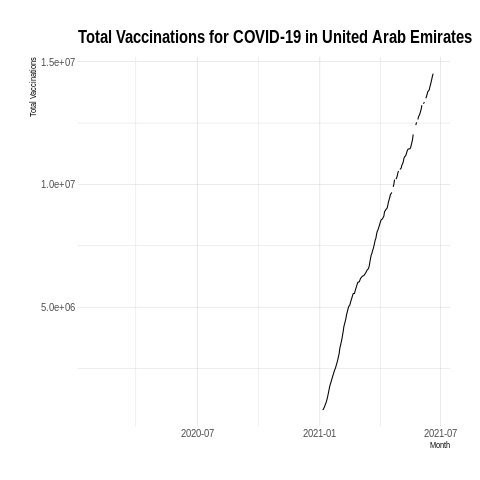 Total Vaccinations for COVID-19 in United Arab Emirates
Total Vaccinations
1.5e+07
1.0e+07
5.0e+06
2020-07
2021-01
2021-07
Month